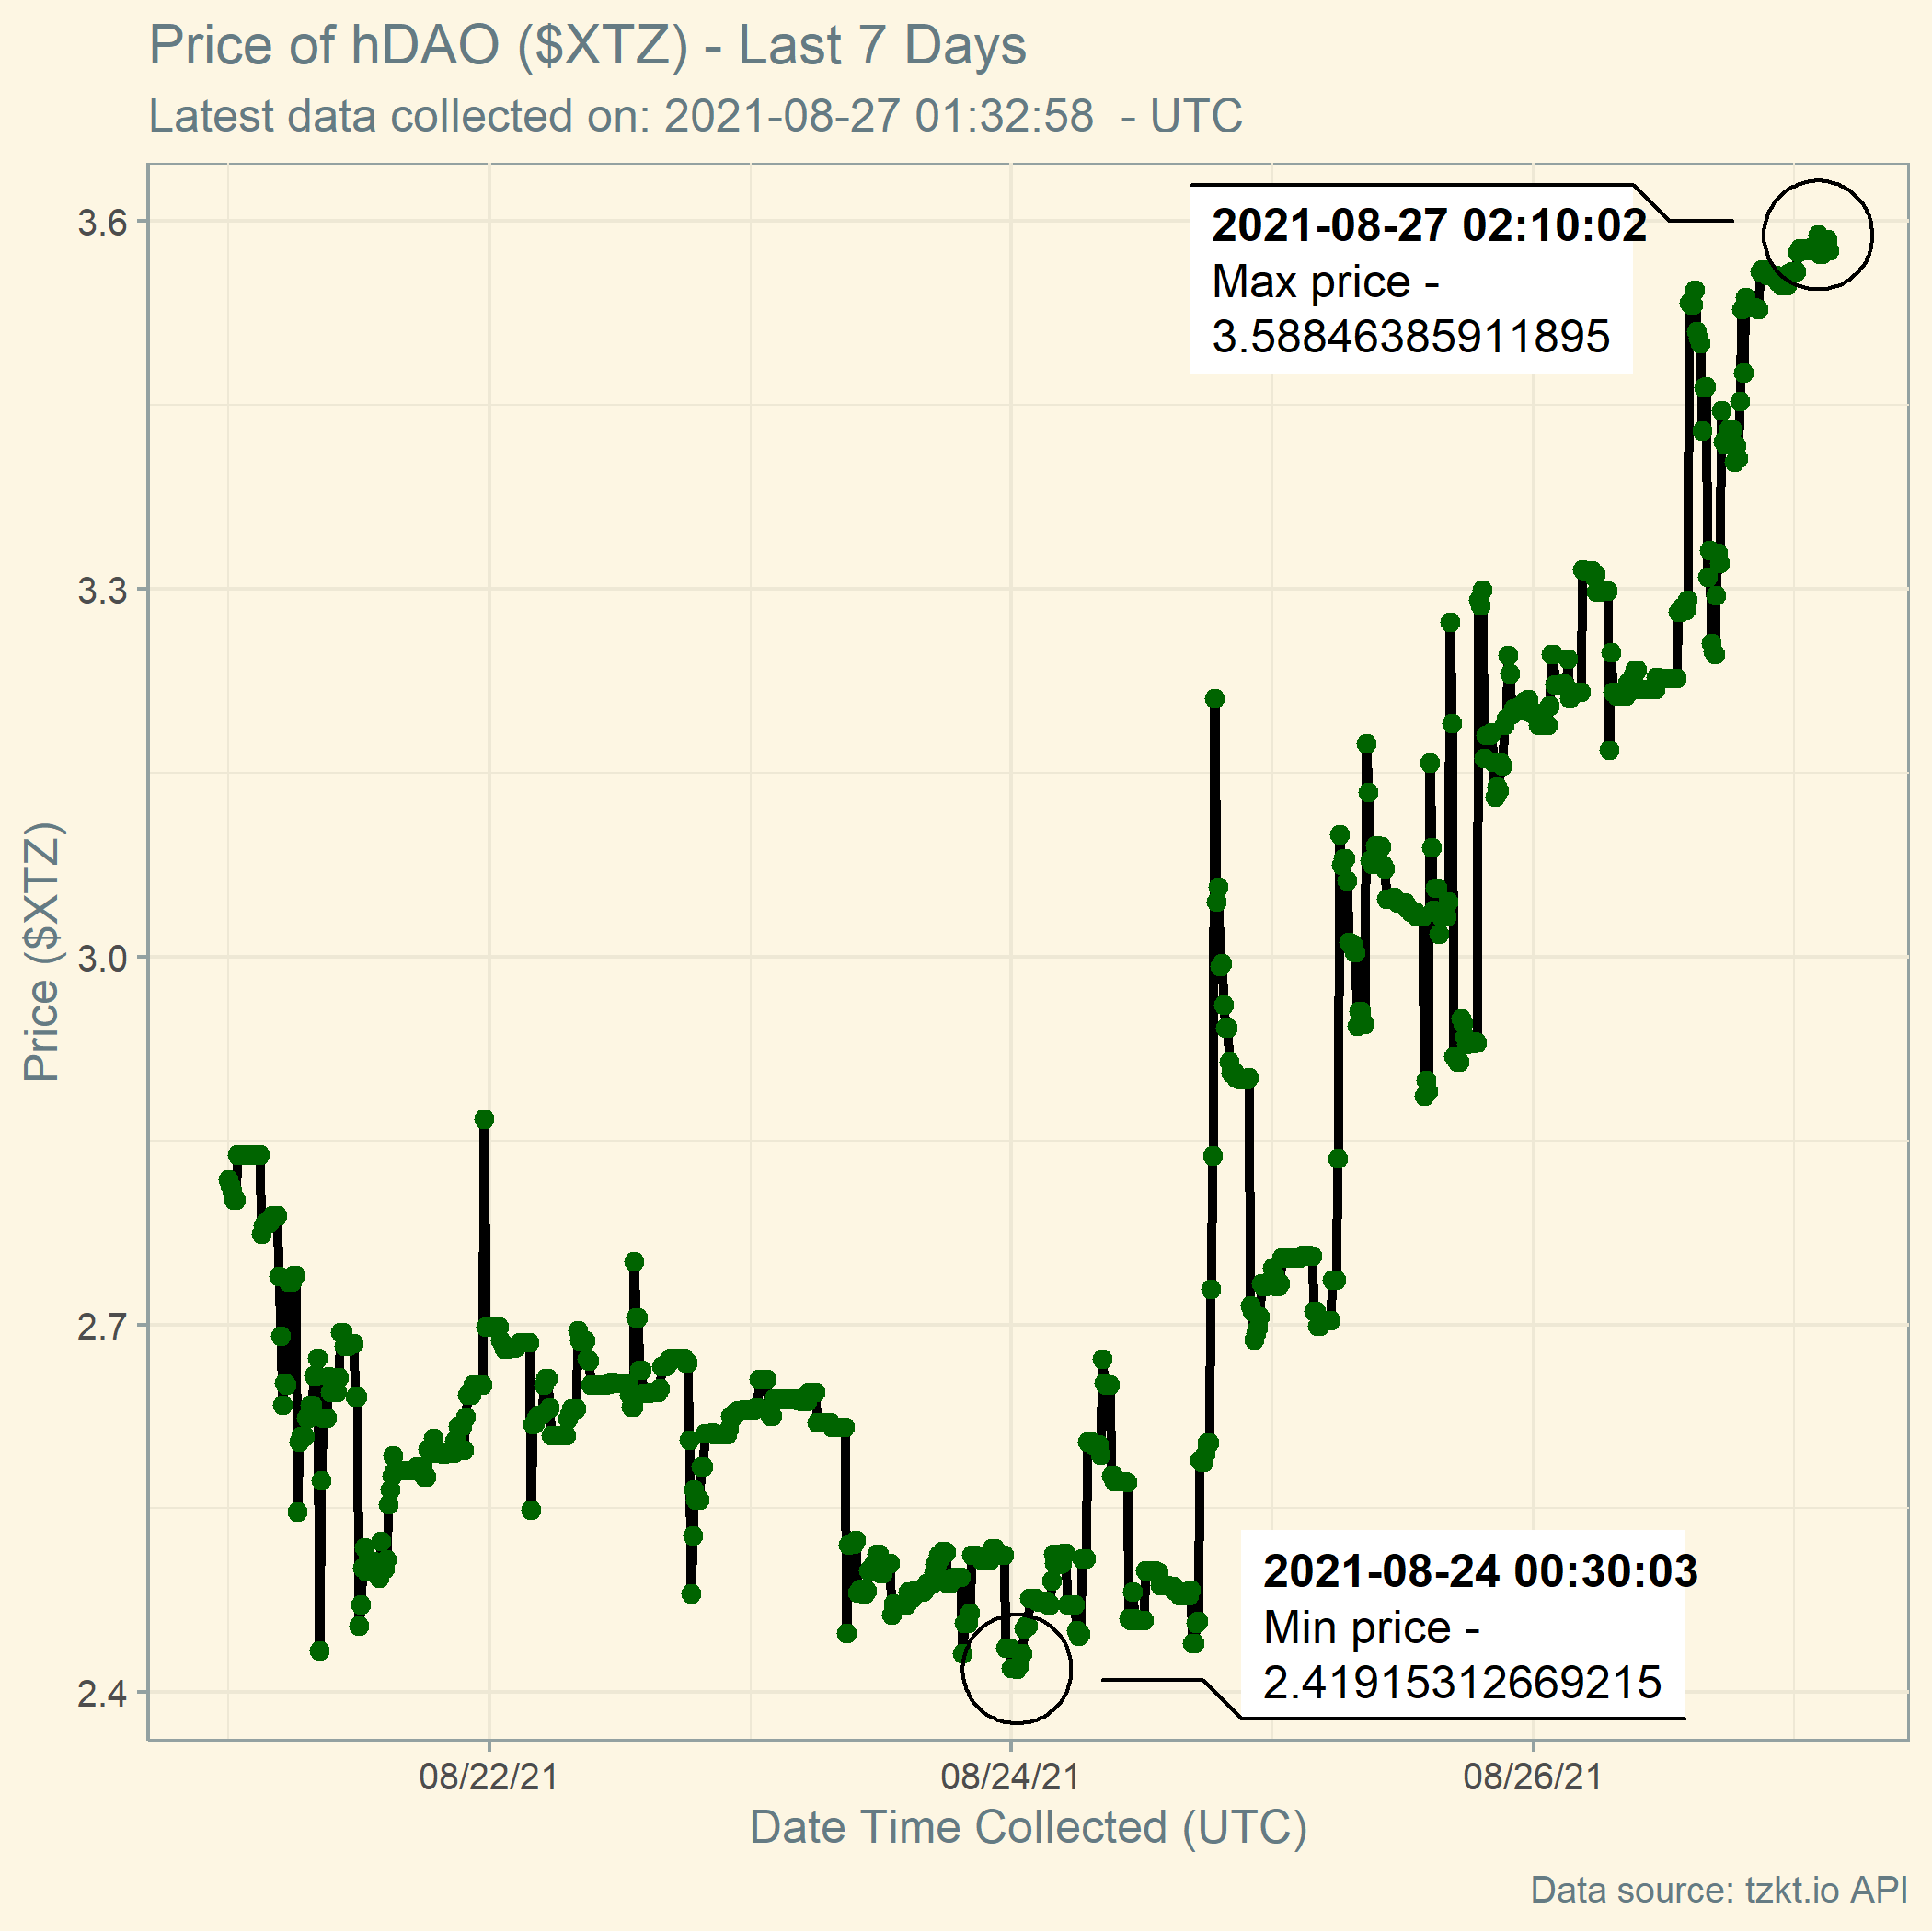 Price of hDAO ($XTZ) - Last 7 Days
Latest data collected on: 2021-08-27 01:32:58  - UTC
2021-08-27 02:10:02
Max price -
3.58846385911895
3.6
3.3
3.0
2.7
2.4
Price ($XTZ)
2021-08-24 00:30:03
Min price -
2.41915312669215
08/22/21
08/24/21
08/26/21
Date Time Collected (UTC)
Data source: tzkt.io API